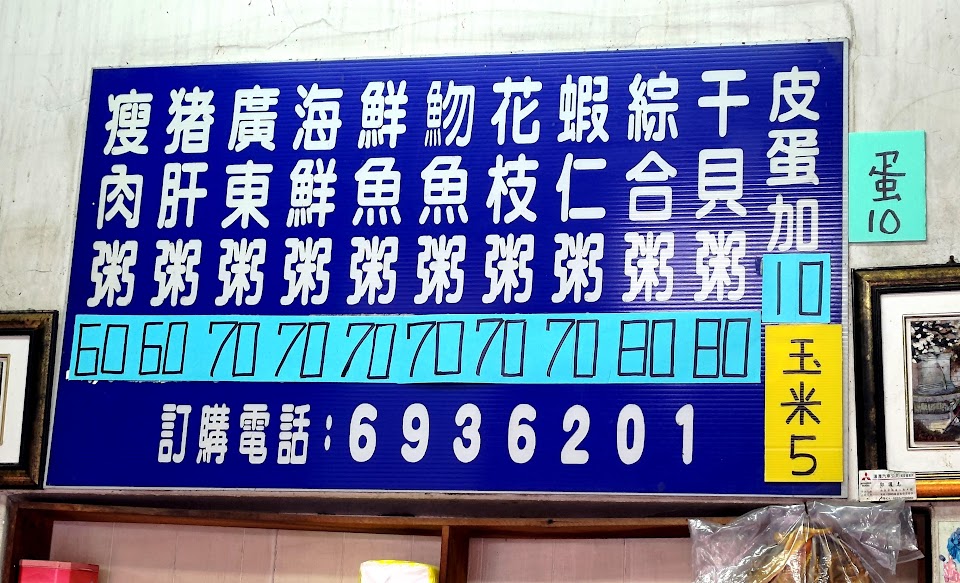 瘦肉粥 60
猪肝粥 60
廣東粥 70
海鮮粥 70
鮮魚粥 70
魩魚粥 70
花枝粥 70
蝦仁粥 70
綜合粥 80
干貝粥 80
皮蛋加10
玉米5
蛋10
訂購電話:6936201